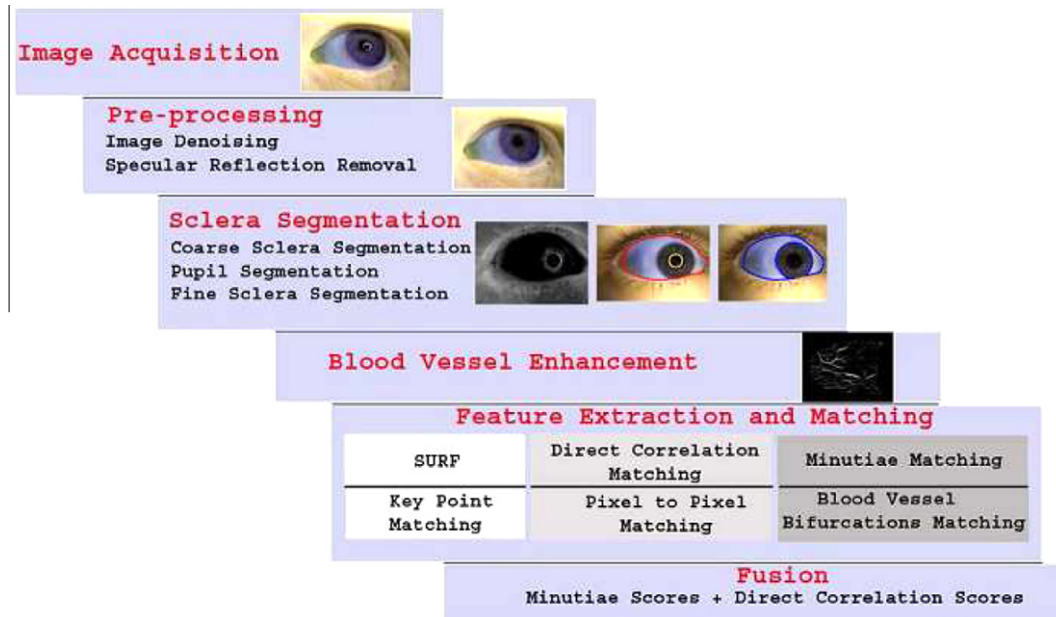 Image Acquisition
Pre-processing
Image Denoising
Specular Reflection Removal
Sclera Segmentation
Coarse Sclera Segmentation
Pupil Segmentation
Fine Sclera Segmentation
Blood Vessel Enhancement
Feature Extraction and Matching
SURF
Key Point
Matching
Direct Correlation
Matching
Pixel to Pixel
Matching
Minutiae Matching
Blood Vessel
Bifurcations Matching
Fusion
Minutiae Scores + Direct Correlation Scores